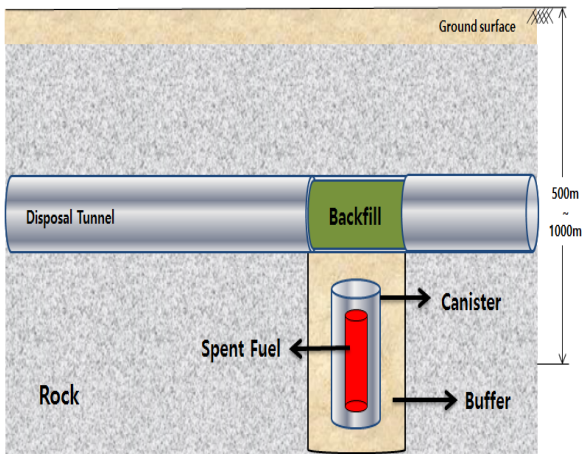 Ground surface
500m
~
1000m
Disposal Tunnel
Backfill
Canister
Spent Fuel
Rock
Buffer